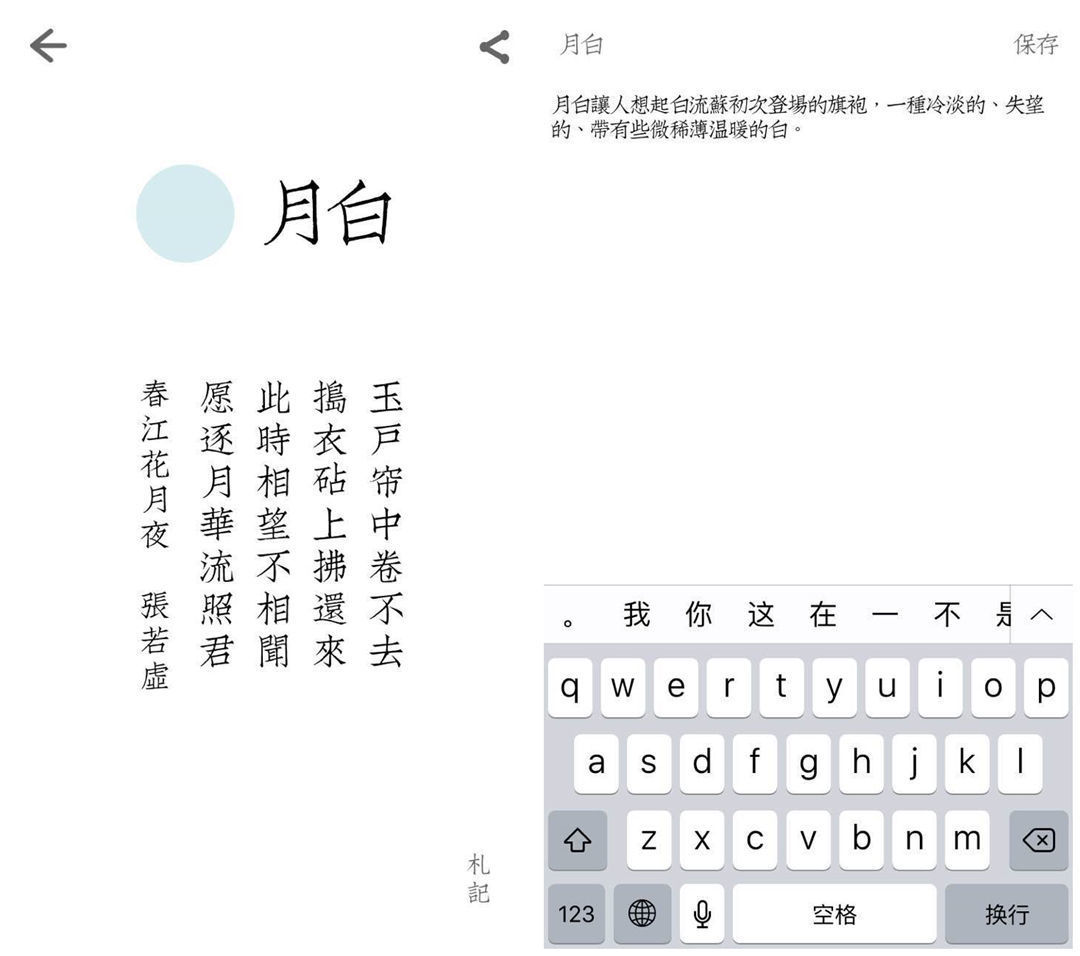 月白
玉戸帘中卷不去
搗衣砧上拂還來
此時相望不相聞
愿逐月華流照君
春江花月夜 張若虛
札記
月白
保存
月白讓人想起白流蘇初次登場的旗袍，一種冷淡的、失望
的、帶有些微稀薄温暖的白。
。 我 你 这 在 一 不 是
q w e r t y u i o p
a s d f g h j k l
z x c v b n m
123 空格 换行